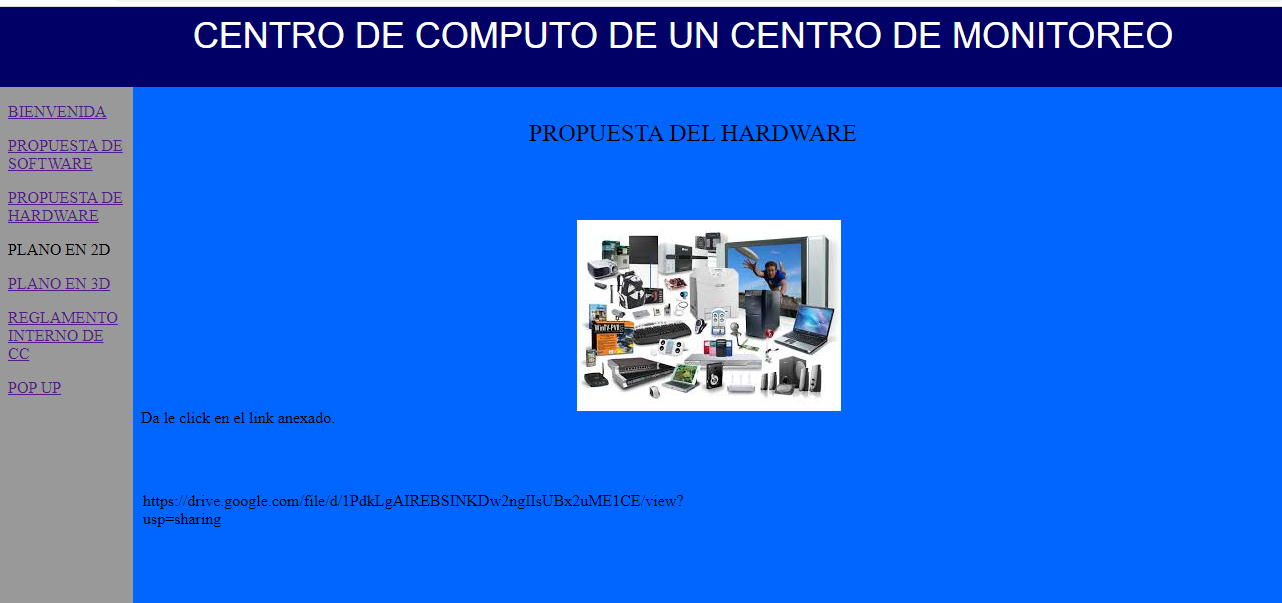 CENTRO DE COMPUTO DE UN CENTRO DE MONITOREO
BIENVENIDA
PROPUESTA DE
SOFTWARE
PROPUESTA DE
HARDWARE
PLANO EN 2D
PLANO EN 3D
REGLAMENTO
INTERNO DE
CC
POP UP
PROPUESTA DEL HARDWARE
WinTV-PVR
Da le click en el link anexado.
https://drive.google.com/file/d/1PdkLgAIREBSINKDw2ngIIsUBx2uME1CE/view?
usp=sharing